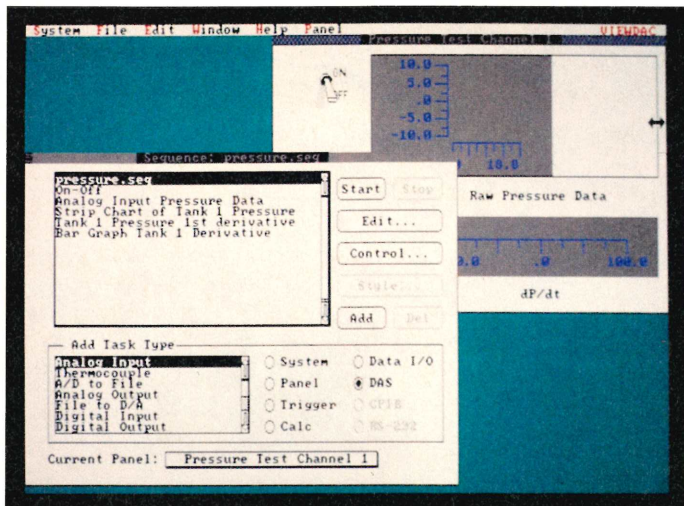 System File Edit Window Help Panel VIEWDAC
Pressure Test Channel 1
ON
OFF
10.0
5.0
.0
-5.0
-10.0
10.0
Raw Pressure Data
.0
100.0
dP/dt
Sequence: pressure.seq
pressure.seq
On-Off
Analog Input Pressure Data
Strip Chart of Tank 1 Pressure
Tank 1 Pressure 1st derivative
Bar Graph Tank 1 Derivative
Start Stop
Edit...
Control...
Style...
Add Del
Add Task Type
Analog Input
Thermocouple
A/D to File
Analog Output
File to D/A
Digital Input
Digital Output
System Data I/O
Panel DAS
Trigger GPIB
Calc RS-232
Current Panel: Pressure Test Channel 1